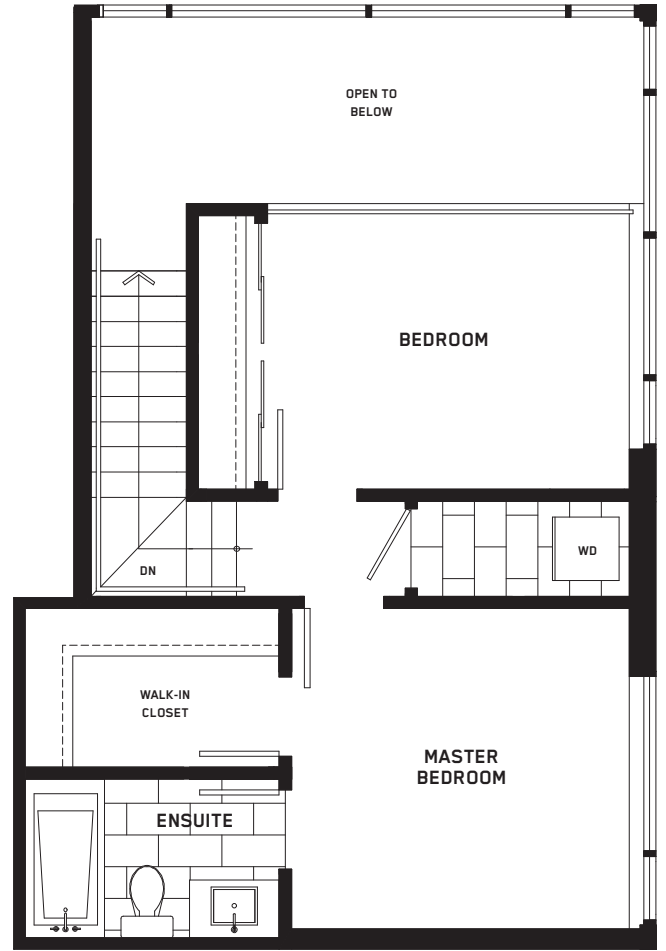 OPEN TO
BELOW
BEDROOM
WD
DN
WALK-IN
CLOSET
MASTER
BEDROOM
ENSUITE